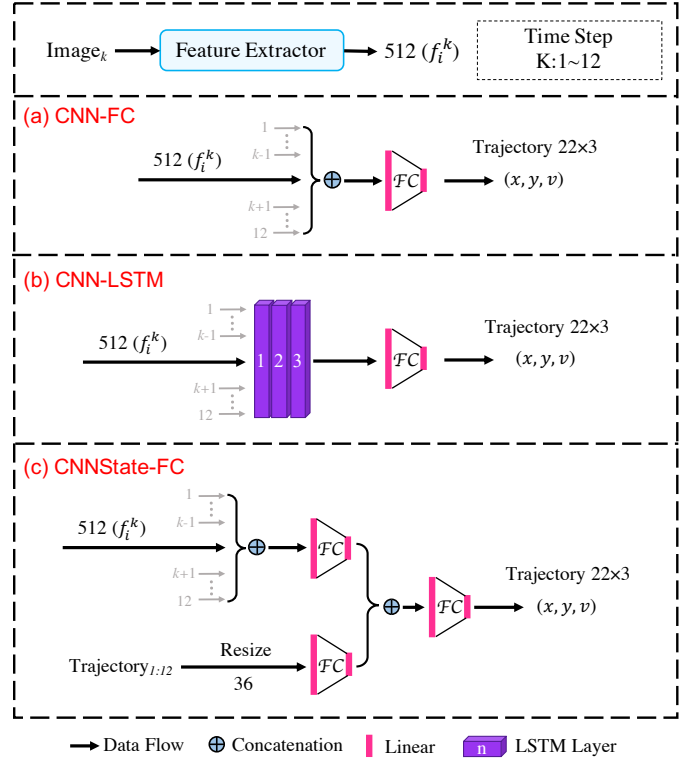 Image_k Feature Extractor 512 (f_i^k) Time Step
K:1~12
(a) CNN-FC
1
k-1
512 (f_i^k)
k+1
12
FC
Trajectory 22×3
(x, y, v)
(b) CNN-LSTM
1
k-1
512 (f_i^k)
k+1
12
1 2 3
FC
Trajectory 22×3
(x, y, v)
(c) CNNState-FC
1
k-1
512 (f_i^k)
k+1
12
FC
Trajectory_1:12
Resize
36
FC
FC
Trajectory 22×3
(x, y, v)
Data Flow Concatenation Linear n LSTM Layer